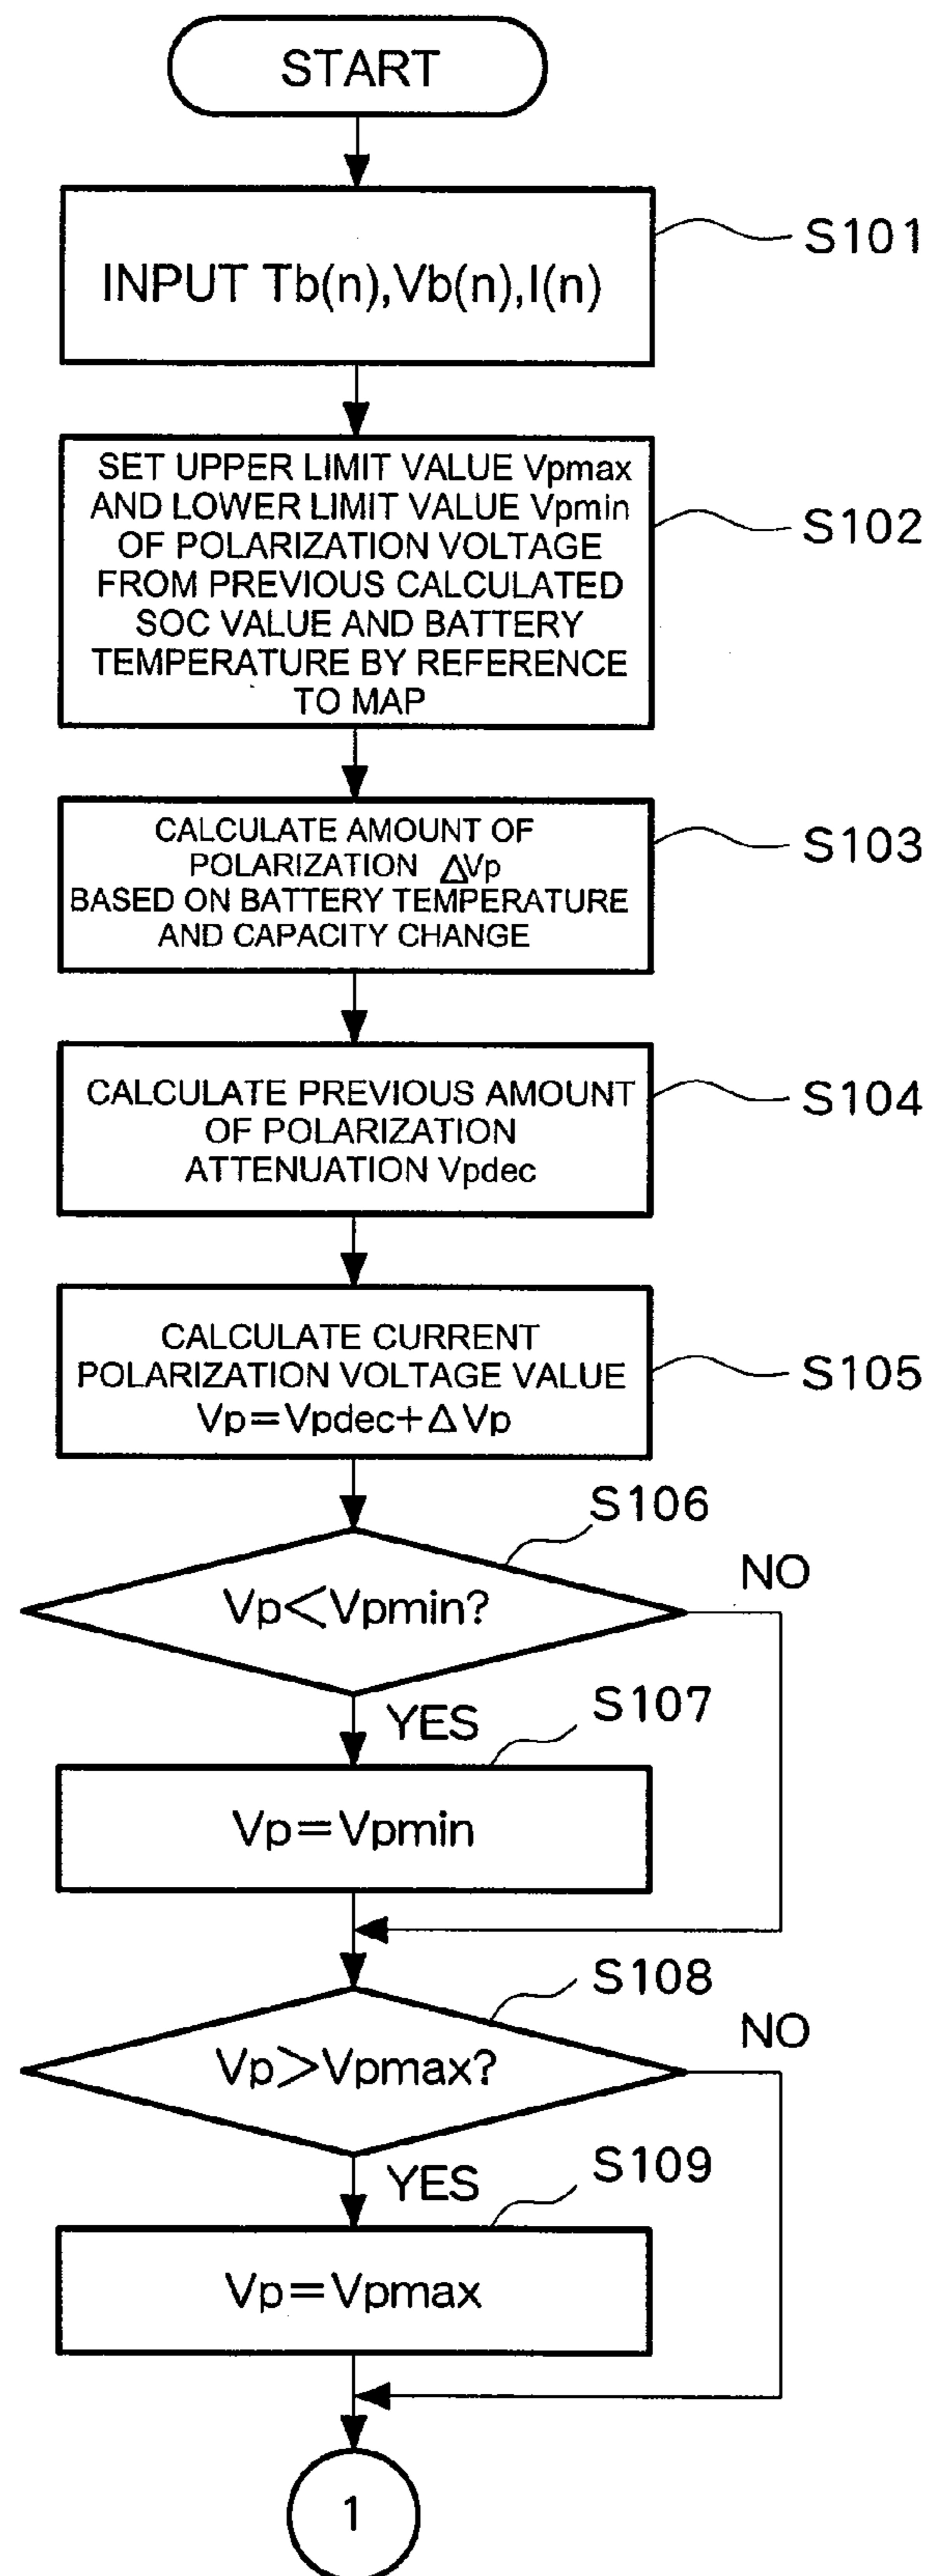 START
INPUT Tb(n),Vb(n),I(n)
S101
SET UPPER LIMIT VALUE Vpmax
AND LOWER LIMIT VALUE Vpmin
OF POLARIZATION VOLTAGE
FROM PREVIOUS CALCULATED
SOC VALUE AND BATTERY
TEMPERATURE BY REFERENCE
TO MAP
S102
CALCULATE AMOUNT OF
POLARIZATION ΔVp
BASED ON BATTERY TEMPERATURE
AND CAPACITY CHANGE
S103
CALCULATE PREVIOUS AMOUNT
OF POLARIZATION
ATTENUATION Vpdec
S104
CALCULATE CURRENT
POLARIZATION VOLTAGE VALUE
Vp=Vpdec+ΔVp
S105
S106
Vp<Vpmin?
NO
YES
S107
Vp=Vpmin
S108
Vp>Vpmax?
NO
YES
S109
Vp=Vpmax
1